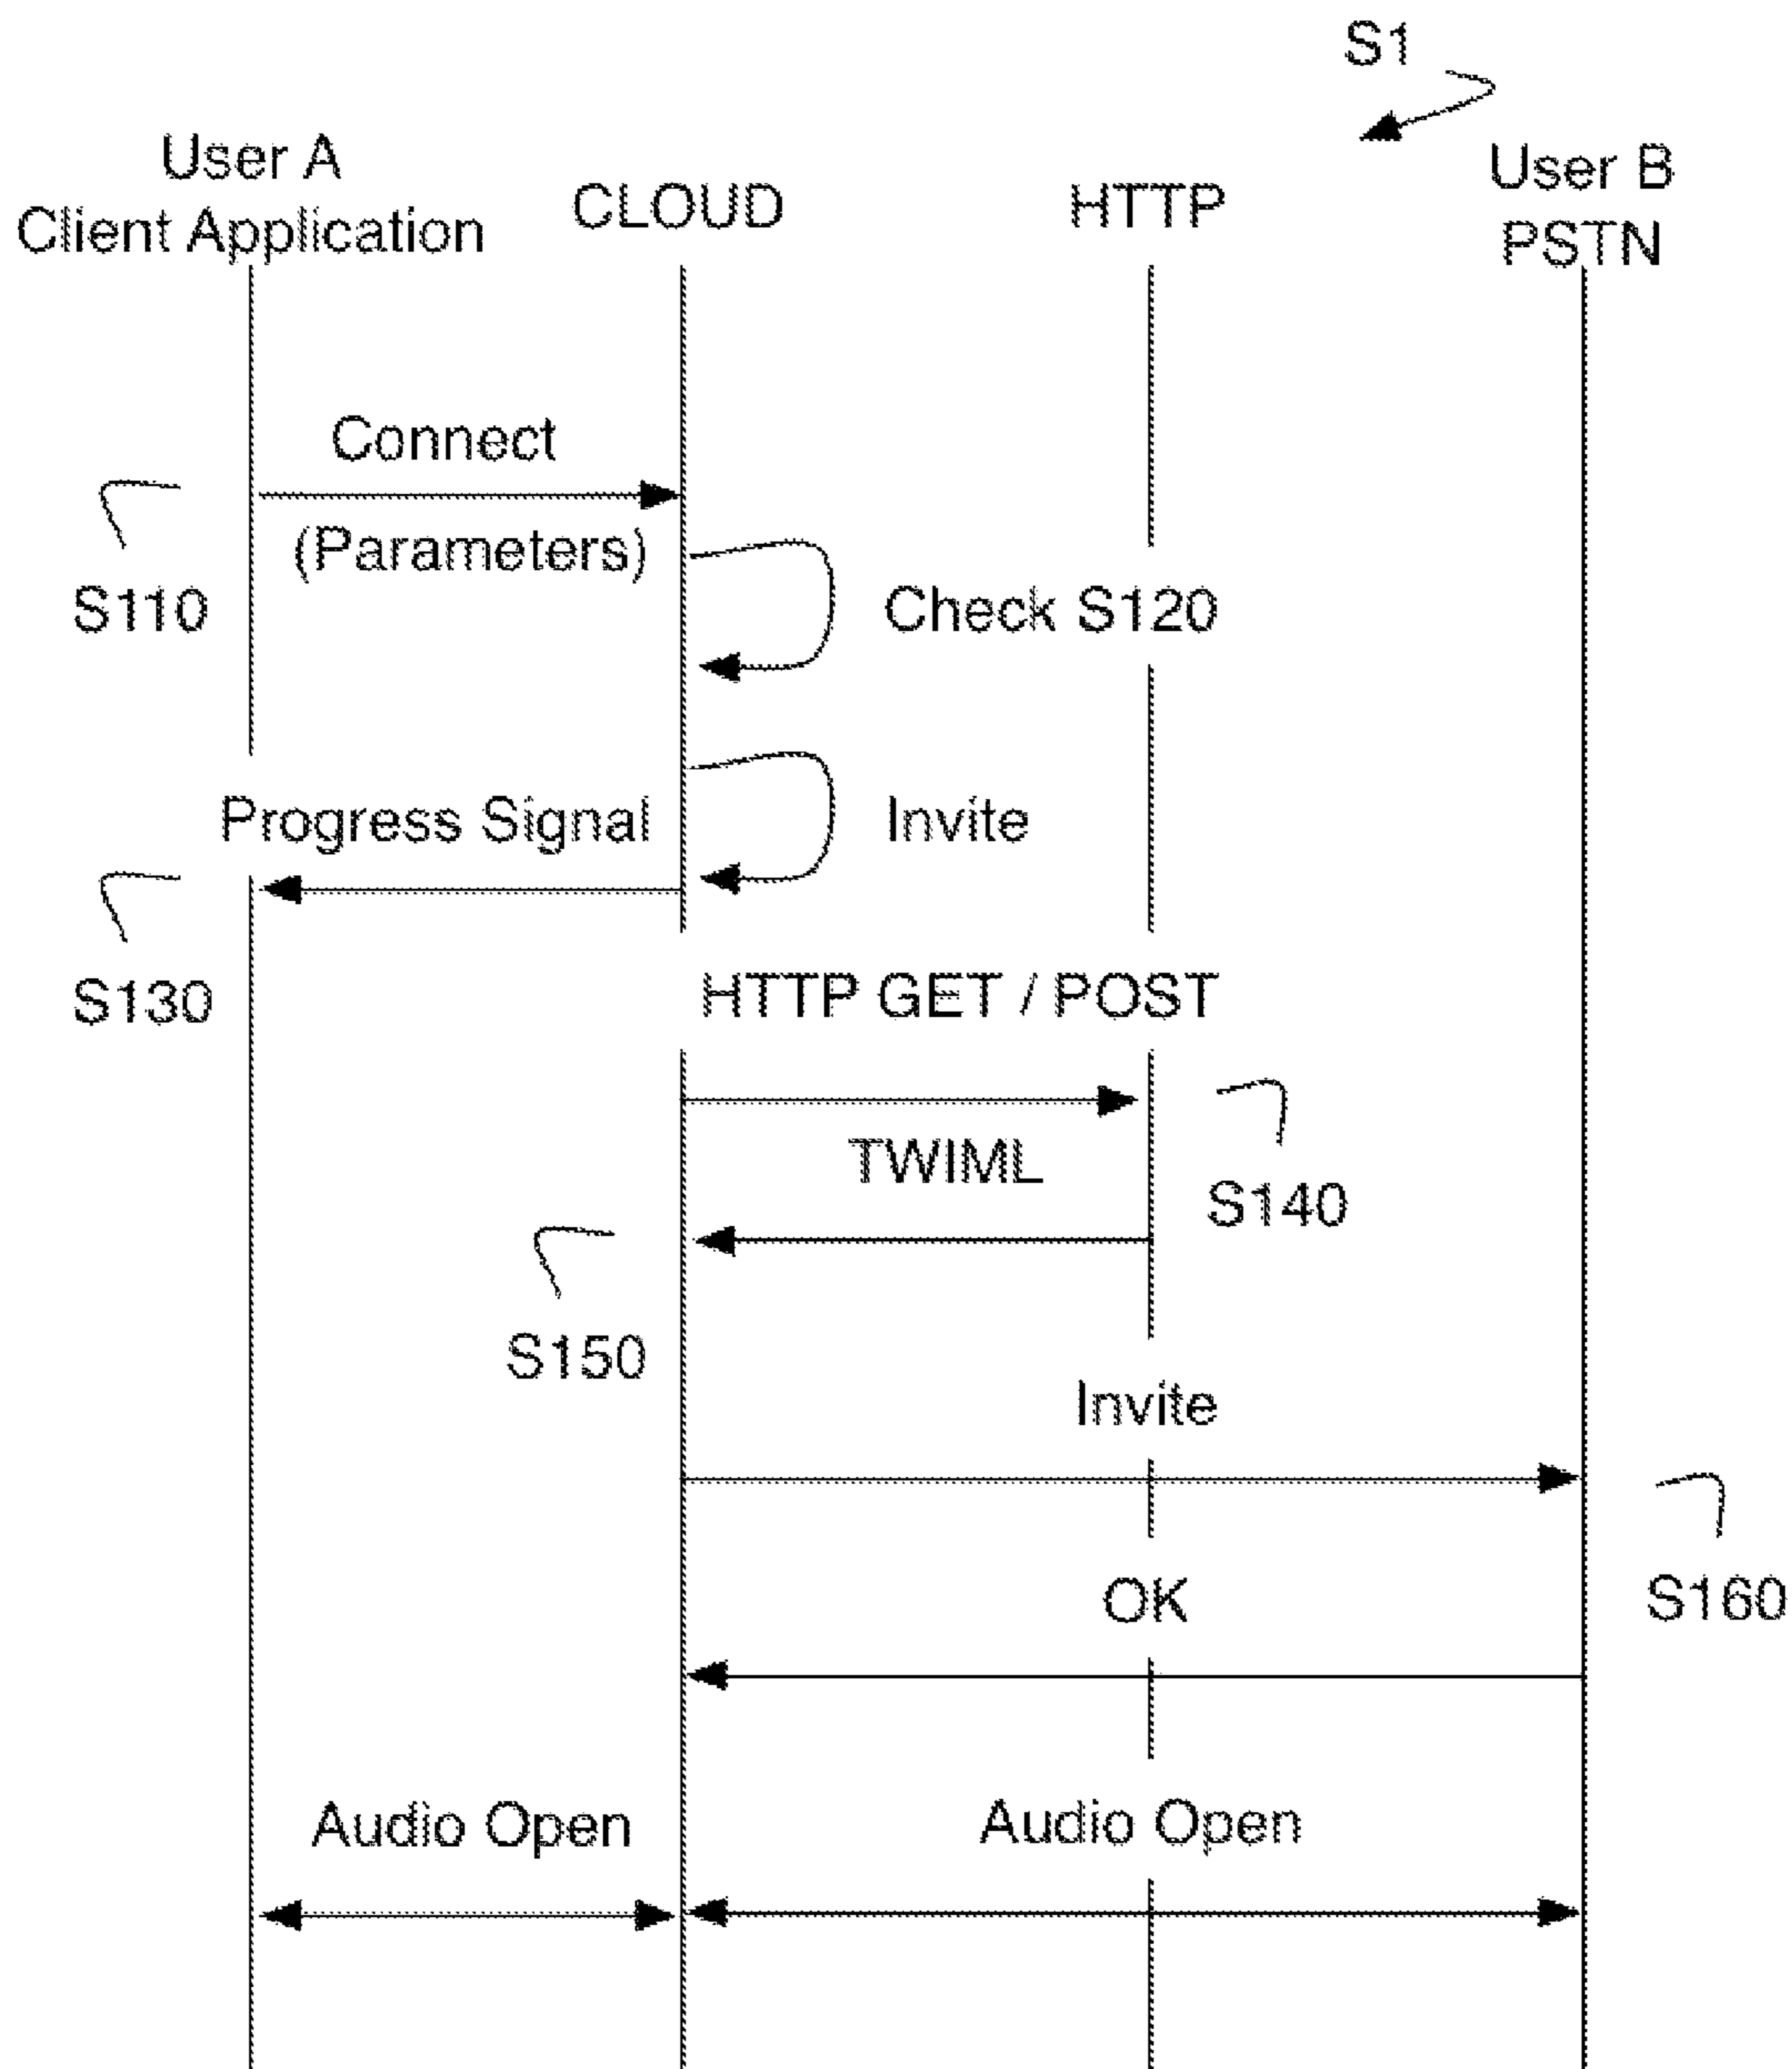 S1
User A
Client Application
CLOUD
HTTP
User B
PSTN
Connect
(Parameters)
S110
Check S120
Progress Signal
Invite
S130
HTTP GET / POST
TWIML
S140
S150
Invite
OK
S160
Audio Open
Audio Open